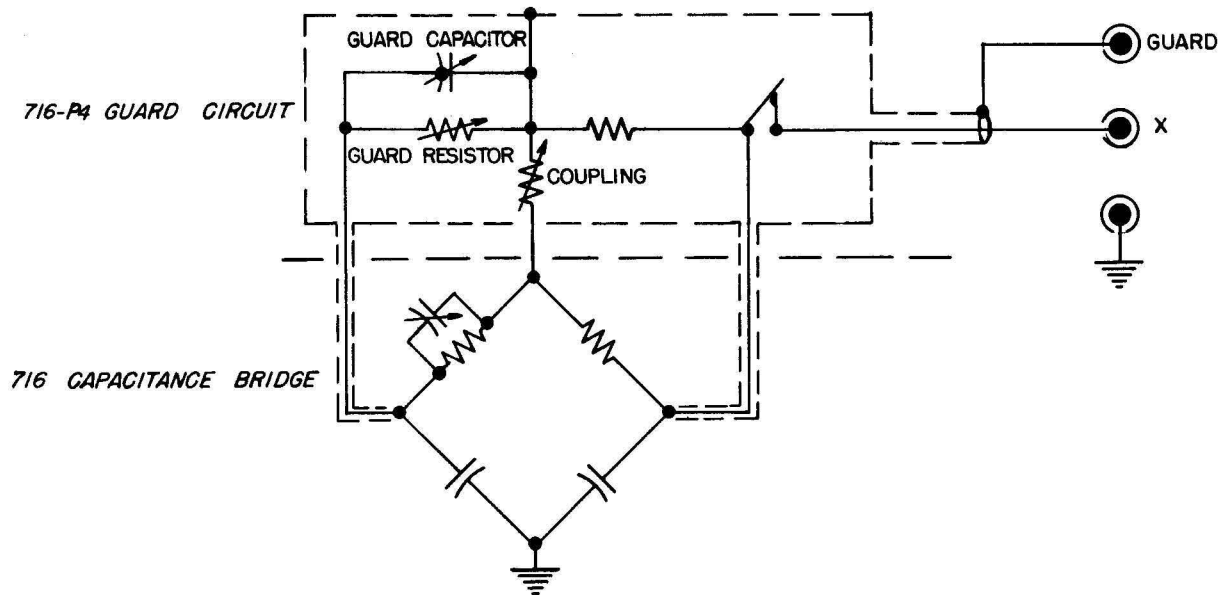 GUARD CAPACITOR
GUARD
716-P4 GUARD CIRCUIT
X
GUARD RESISTOR
COUPLING
716 CAPACITANCE BRIDGE